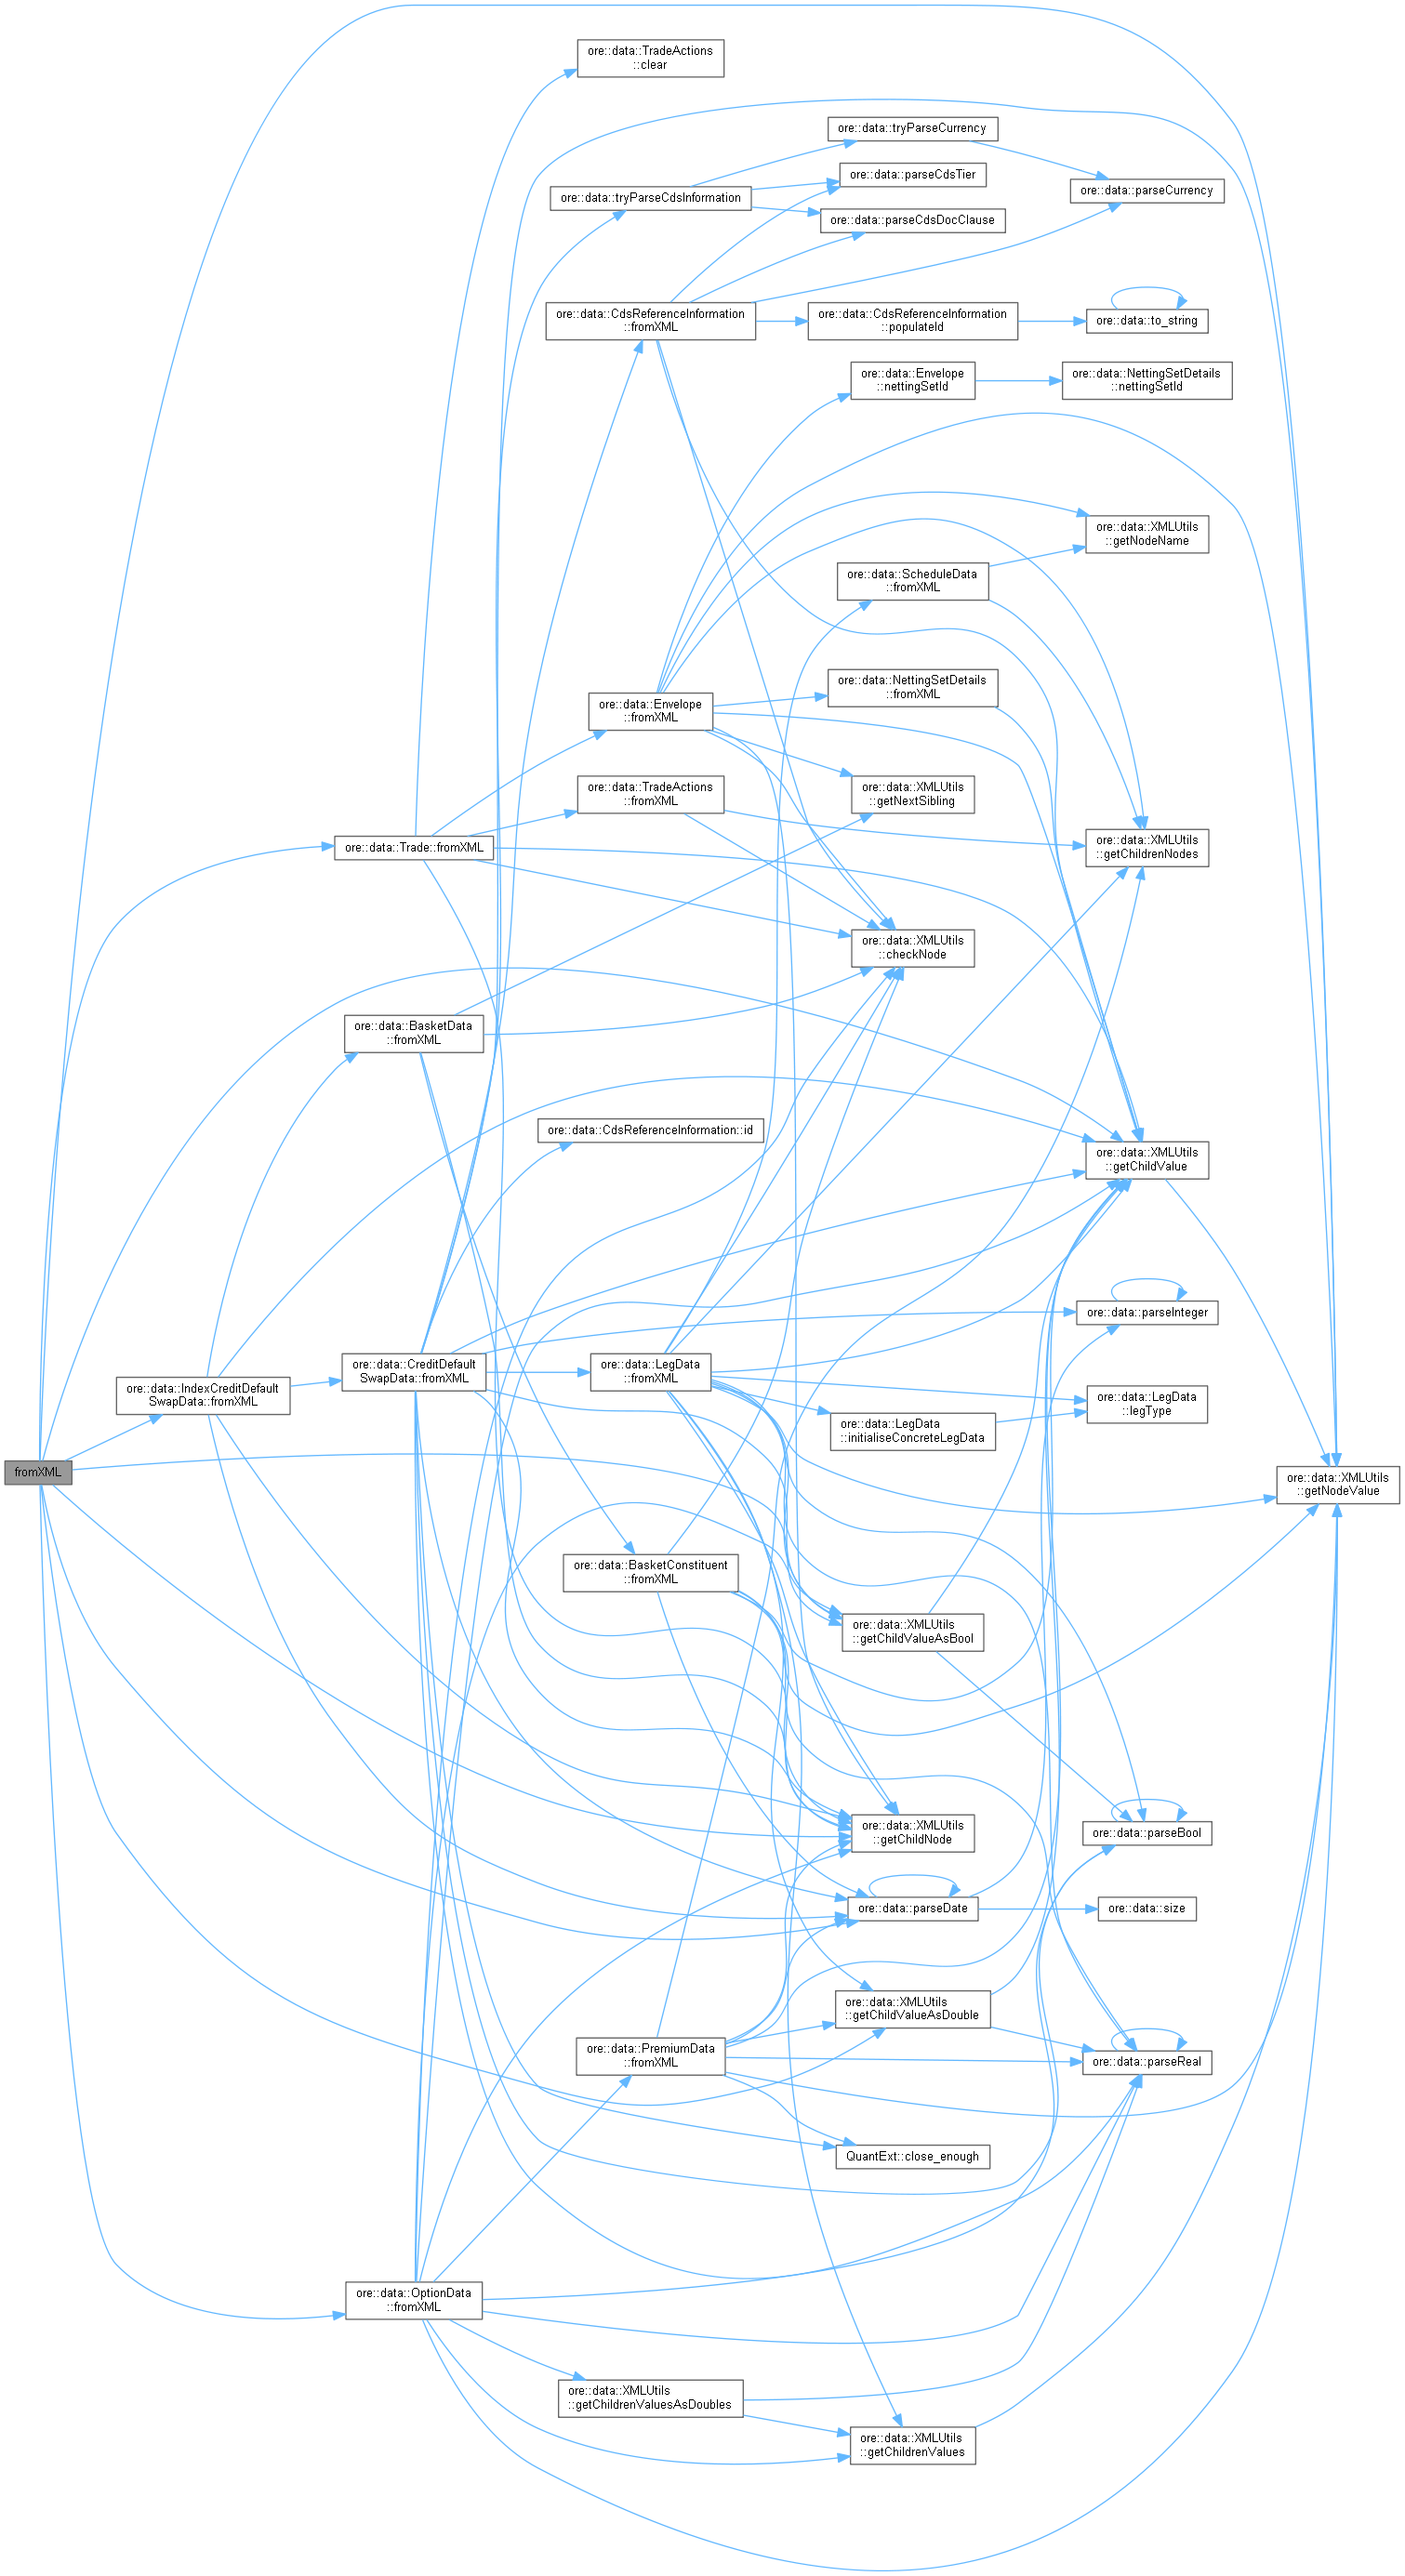 ore::data::TradeActions
::clear
ore::data::tryParseCurrency
ore::data::parseCdsTier
ore::data::parseCurrency
ore::data::tryParseCdsInformation
ore::data::parseCdsDocClause
ore::data::CdsReferenceInformation
::fromXML
ore::data::CdsReferenceInformation
::populateId
ore::data::to_string
ore::data::Envelope
::nettingSetId
ore::data::NettingSetDetails
::nettingSetId
ore::data::XMLUtils
::getNodeName
ore::data::ScheduleData
::fromXML
ore::data::NettingSetDetails
::fromXML
ore::data::Envelope
::fromXML
ore::data::TradeActions
::fromXML
ore::data::XMLUtils
::getNextSibling
ore::data::Trade::fromXML
ore::data::XMLUtils
::getChildrenNodes
ore::data::XMLUtils
::checkNode
ore::data::BasketData
::fromXML
ore::data::CdsReferenceInformation::id
ore::data::XMLUtils
::getChildValue
ore::data::parseInteger
ore::data::IndexCreditDefault
SwapData::fromXML
ore::data::CreditDefault
SwapData::fromXML
ore::data::LegData
::fromXML
ore::data::LegData
::legType
ore::data::LegData
::initialiseConcreteLegData
fromXML
ore::data::XMLUtils
::getNodeValue
ore::data::BasketConstituent
::fromXML
ore::data::XMLUtils
::getChildValueAsBool
ore::data::XMLUtils
::getChildNode
ore::data::parseBool
ore::data::parseDate
ore::data::size
ore::data::XMLUtils
::getChildValueAsDouble
ore::data::PremiumData
::fromXML
ore::data::parseReal
QuantExt::close_enough
ore::data::OptionData
::fromXML
ore::data::XMLUtils
::getChildrenValuesAsDoubles
ore::data::XMLUtils
::getChildrenValues